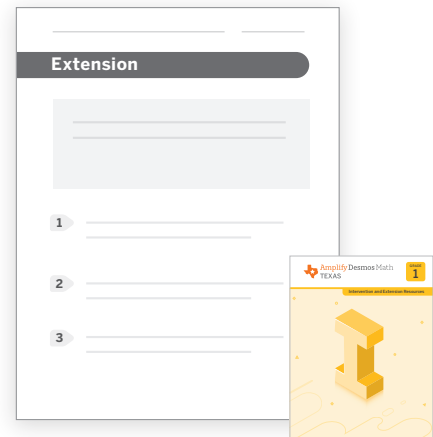 Extension
1
2
3
Amplify Desmos Math
TEXAS
GRADE
1
Intervention and Extension Resources